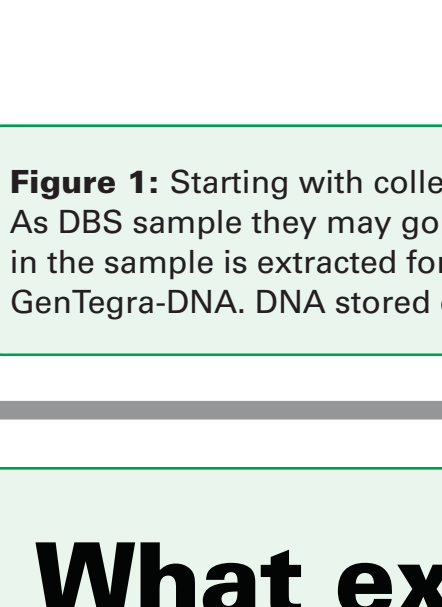 Figure 1: Starting with colle
As DBS sample they may go
in the sample is extracted for
GenTegra-DNA. DNA stored
What ex